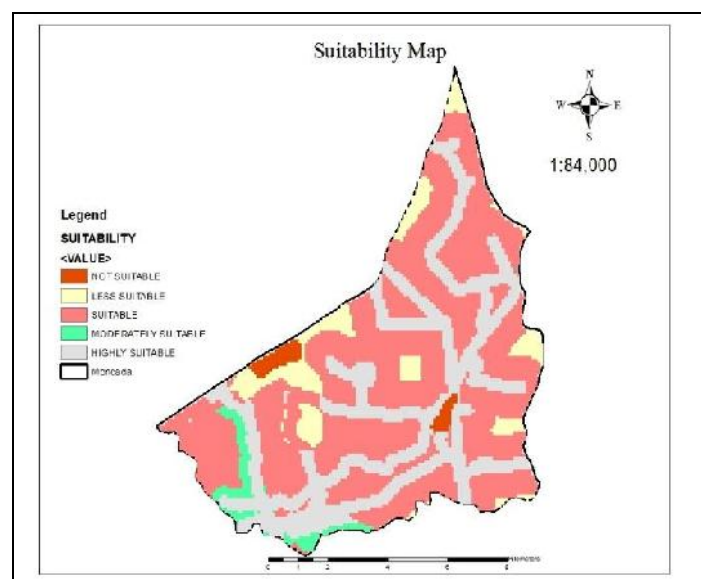 Suitability Map
N
W E
S
1:84,000
Legend
SUITABILITY
<VALUE>
NOT SUITABLE
LESS SUITABLE
SUITABLE
MODERATELY SUITABLE
HIGHLY SUITABLE
Moncada